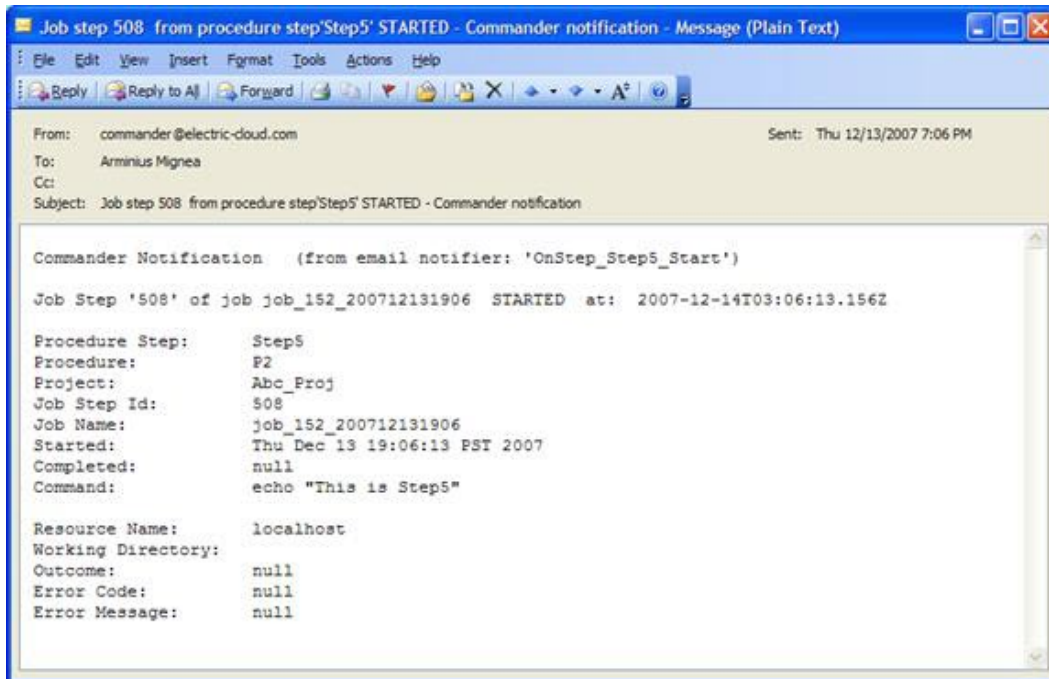 Job step 508 from procedure step'Step5' STARTED - Commander notification - Message (Plain Text)
File Edit View Insert Format Tools Actions Help
Reply Reply to All Forward
From: commander@electric-cloud.com Sent: Thu 12/13/2007 7:06 PM
To: Arminius Mignea
Cc:
Subject: Job step 508 from procedure step'Step5' STARTED - Commander notification
Commander Notification (from email notifier: 'OnStep_Step5_Start')
Job Step '508' of job job_152_200712131906 STARTED at: 2007-12-14T03:06:13.156Z
Procedure Step: Step5
Procedure: P2
Project: Abc_Proj
Job Step Id: 508
Job Name: job_152_200712131906
Started: Thu Dec 13 19:06:13 PST 2007
Completed: null
Command: echo "This is Step5"
Resource Name: localhost
Working Directory:
Outcome: null
Error Code: null
Error Message: null